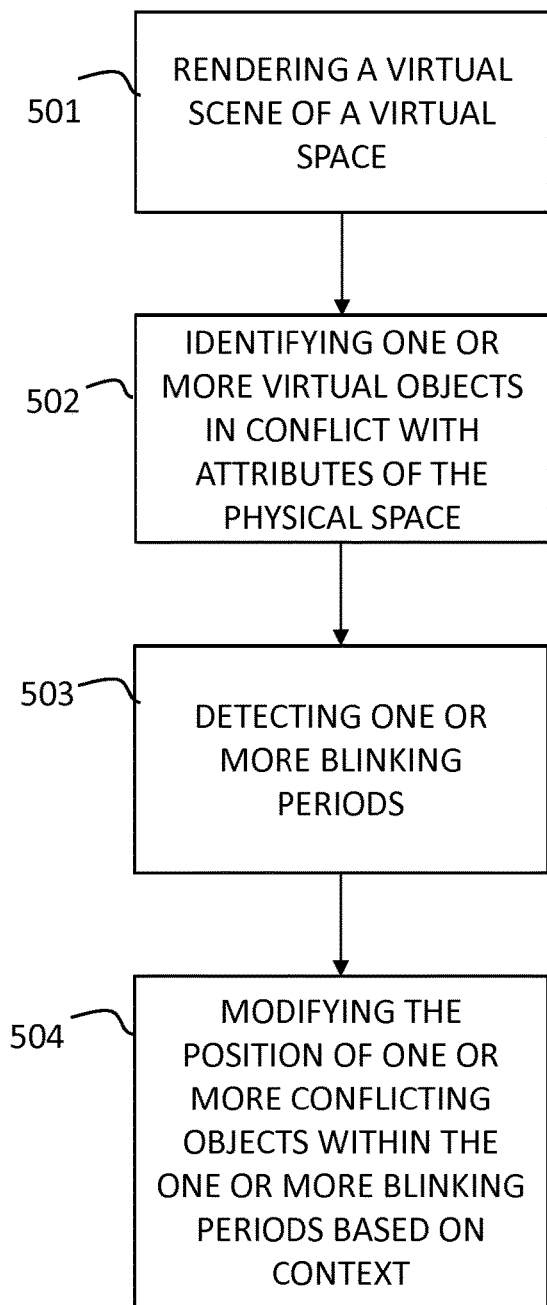 501
RENDERING A VIRTUAL
SCENE OF A VIRTUAL
SPACE
502
IDENTIFYING ONE OR
MORE VIRTUAL OBJECTS
IN CONFLICT WITH
ATTRIBUTES OF THE
PHYSICAL SPACE
503
DETECTING ONE OR
MORE BLINKING
PERIODS
504
MODIFYING THE
POSITION OF ONE OR
MORE CONFLICTING
OBJECTS WITHIN THE
ONE OR MORE BLINKING
PERIODS BASED ON
CONTEXT